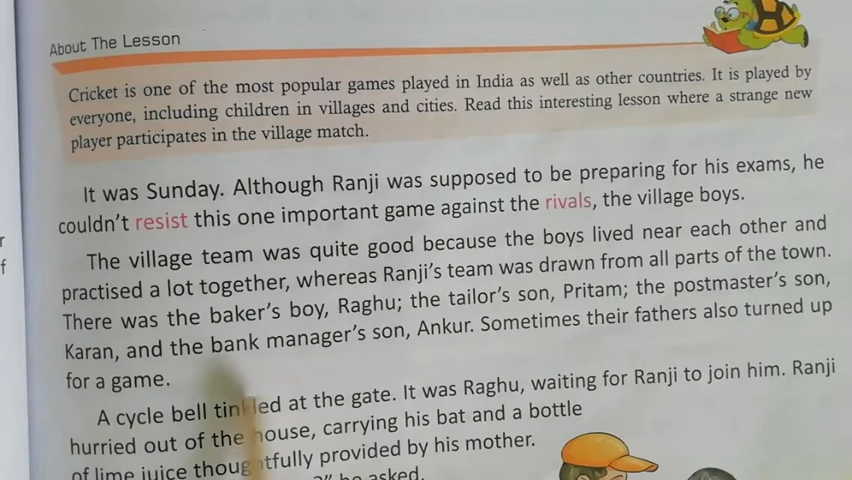 About The Lesson
Cricket is one of the most popular games played in India as well as other countries. It is played by
everyone, including children in villages and cities. Read this interesting lesson where a strange new
player participates in the village match.
It was Sunday. Although Ranji was supposed to be preparing for his exams, he
couldn't resist this one important game against the rivals, the village boys.
The village team was quite good because the boys lived near each other and
practised a lot together, whereas Ranji's team was drawn from all parts of the town.
There was the baker's boy, Raghu; the tailor's son, Pritam; the postmaster's son,
Karan, and the bank manager's son, Ankur. Sometimes their fathers also turned up
for a game.
A cycle bell tinkled at the gate. It was Raghu, waiting for Ranji to join him. Ranji
hurried out of the house, carrying his bat and a bottle
of lime juice thoughtfully provided by his mother.
he asked.